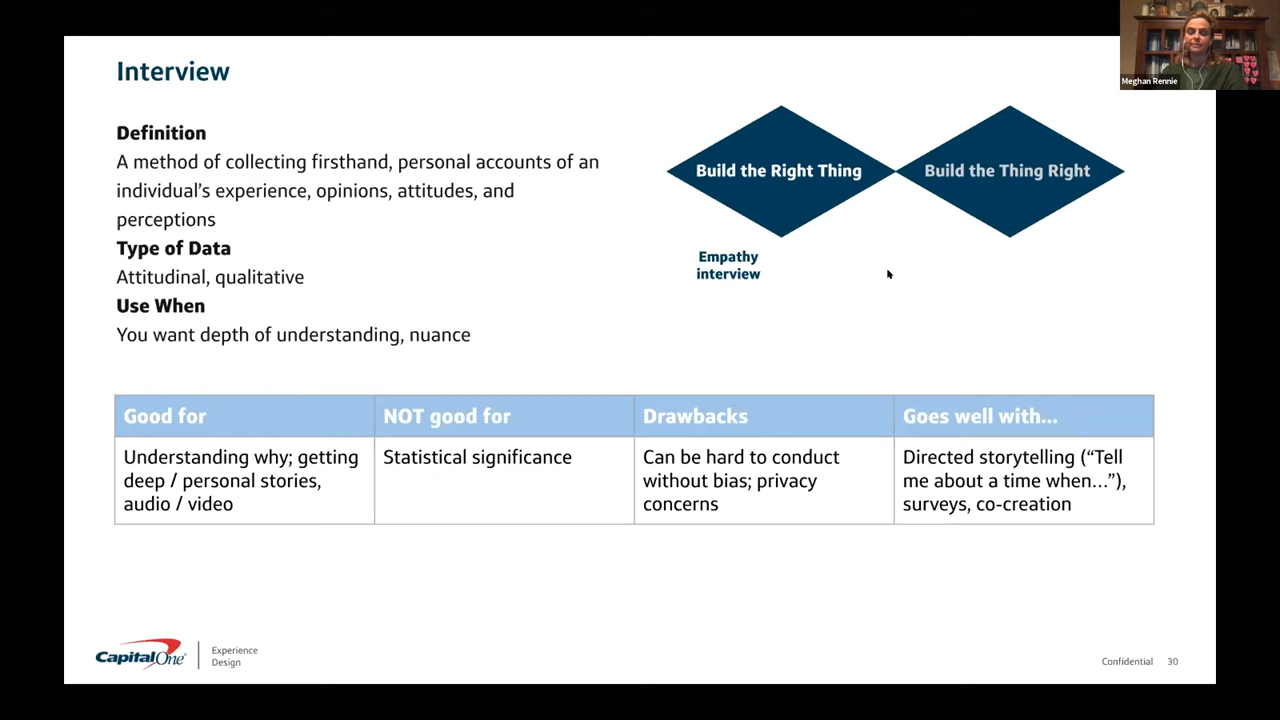 Meghan Rennie
Interview
Definition
A method of collecting firsthand, personal accounts of an
individual's experience, opinions, attitudes, and
perceptions
Type of Data
Attitudinal, qualitative
Use When
You want depth of understanding, nuance
Build the Right Thing
Build the Thing Right
Empathy
interview
Good for
NOT good for
Drawbacks
Goes well with...
Understanding why; getting
deep / personal stories,
audio / video
Statistical significance
Can be hard to conduct
without bias; privacy
concerns
Directed storytelling (“Tell
me about a time when...”),
surveys, co-creation
Capital One
Experience
Design
Confidential 30